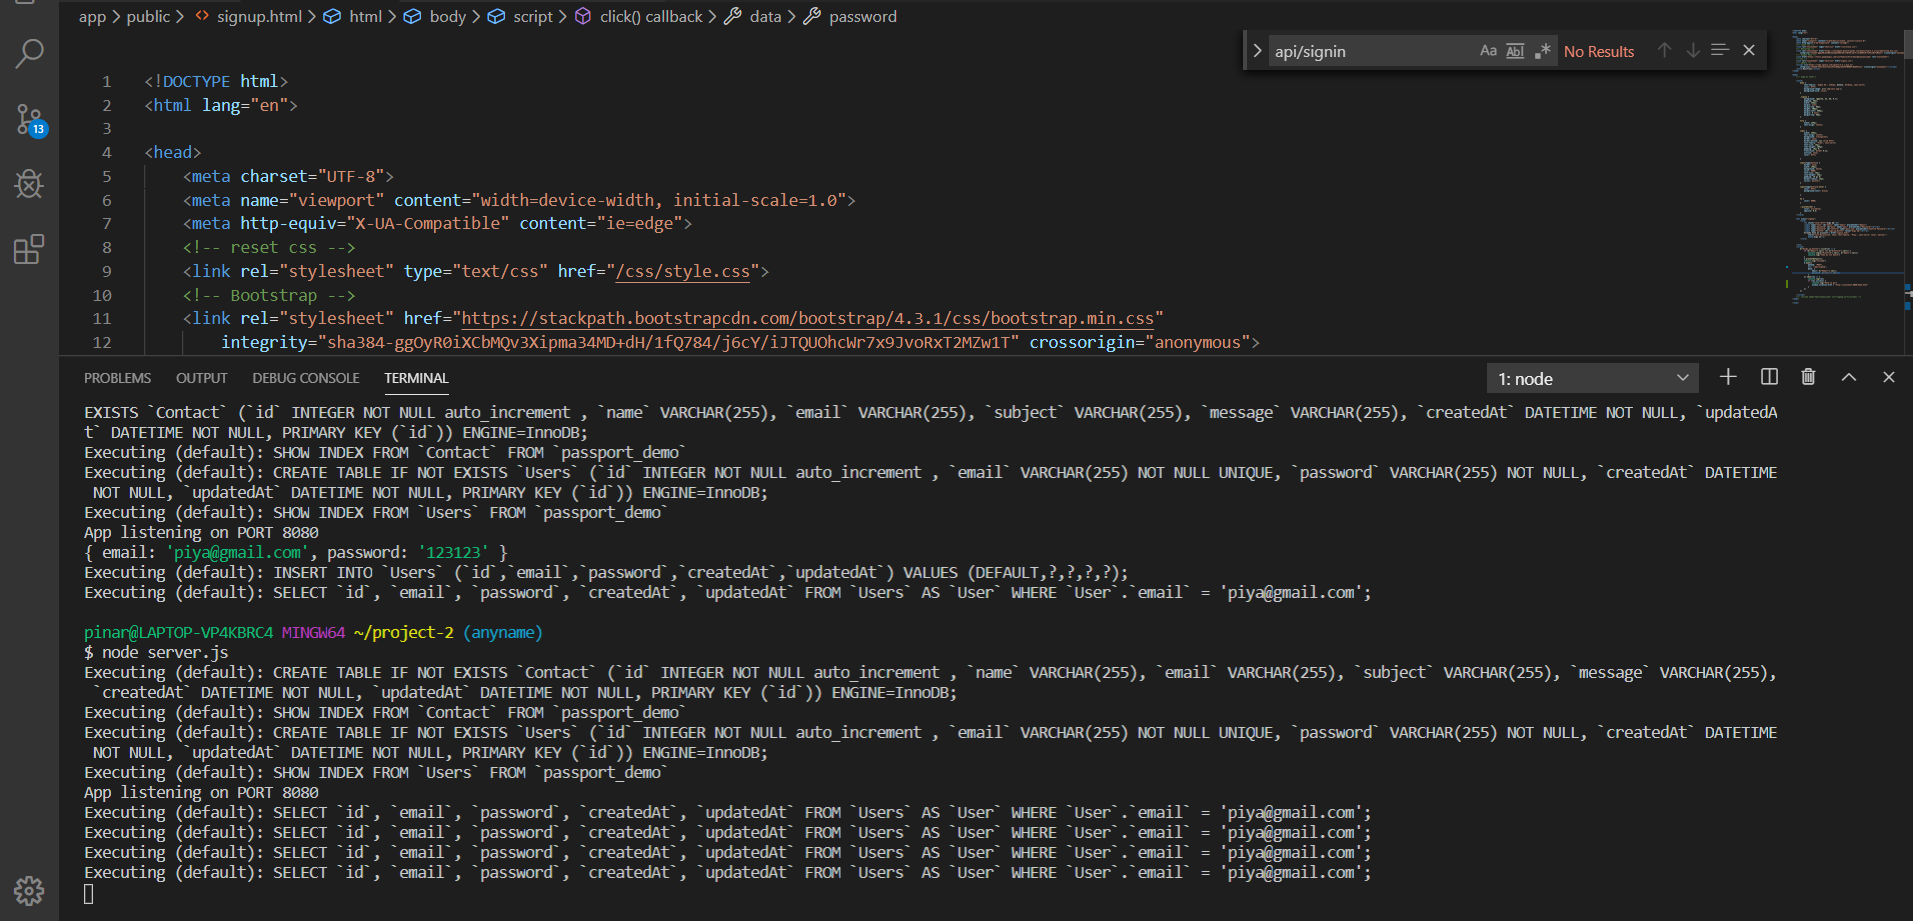 app > public > <> signup.html > html > body > script > click() callback > data > password
api/signin
Aa Abl .* No Results
1 <!DOCTYPE html>
2 <html lang="en">
3
4 <head>
5 <meta charset="UTF-8">
6 <meta name="viewport" content="width=device-width, initial-scale=1.0">
7 <meta http-equiv="X-UA-Compatible" content="ie=edge">
8 <!-- reset css -->
9 <link rel="stylesheet" type="text/css" href="/css/style.css">
10 <!-- Bootstrap -->
11 <link rel="stylesheet" href="https://stackpath.bootstrapcdn.com/bootstrap/4.3.1/css/bootstrap.min.css"
12 integrity="sha384-ggOyR0iXCbMQv3Xipma34MD+dH/1fQ784/j6cY/iJTQUOhcWr7x9JvoRxT2MZw1T" crossorigin="anonymous">
13
PROBLEMS OUTPUT DEBUG CONSOLE TERMINAL
1: node
EXISTS `Contact` (`id` INTEGER NOT NULL auto_increment , `name` VARCHAR(255), `email` VARCHAR(255), `subject` VARCHAR(255), `message` VARCHAR(255), `createdAt` DATETIME NOT NULL, `updatedA
t` DATETIME NOT NULL, PRIMARY KEY (`id`)) ENGINE=InnoDB;
Executing (default): SHOW INDEX FROM `Contact` FROM `passport_demo`
Executing (default): CREATE TABLE IF NOT EXISTS `Users` (`id` INTEGER NOT NULL auto_increment , `email` VARCHAR(255) NOT NULL UNIQUE, `password` VARCHAR(255) NOT NULL, `createdAt` DATETIME
NOT NULL, `updatedAt` DATETIME NOT NULL, PRIMARY KEY (`id`)) ENGINE=InnoDB;
Executing (default): SHOW INDEX FROM `Users` FROM `passport_demo`
App listening on PORT 8080
{ email: 'piya@gmail.com', password: '123123' }
Executing (default): INSERT INTO `Users` (`id`,`email`,`password`,`createdAt`,`updatedAt`) VALUES (DEFAULT,?,?,?,?);
Executing (default): SELECT `id`, `email`, `password`, `createdAt`, `updatedAt` FROM `Users` AS `User` WHERE `User`.`email` = 'piya@gmail.com';
pinar@LAPTOP-VP4KBRC4 MINGW64 ~/project-2 (anyname)
$ node server.js
Executing (default): CREATE TABLE IF NOT EXISTS `Contact` (`id` INTEGER NOT NULL auto_increment , `name` VARCHAR(255), `email` VARCHAR(255), `subject` VARCHAR(255), `message` VARCHAR(255),
`createdAt` DATETIME NOT NULL, `updatedAt` DATETIME NOT NULL, PRIMARY KEY (`id`)) ENGINE=InnoDB;
Executing (default): SHOW INDEX FROM `Contact` FROM `passport_demo`
Executing (default): CREATE TABLE IF NOT EXISTS `Users` (`id` INTEGER NOT NULL auto_increment , `email` VARCHAR(255) NOT NULL UNIQUE, `password` VARCHAR(255) NOT NULL, `createdAt` DATETIME
NOT NULL, `updatedAt` DATETIME NOT NULL, PRIMARY KEY (`id`)) ENGINE=InnoDB;
Executing (default): SHOW INDEX FROM `Users` FROM `passport_demo`
App listening on PORT 8080
Executing (default): SELECT `id`, `email`, `password`, `createdAt`, `updatedAt` FROM `Users` AS `User` WHERE `User`.`email` = 'piya@gmail.com';
Executing (default): SELECT `id`, `email`, `password`, `createdAt`, `updatedAt` FROM `Users` AS `User` WHERE `User`.`email` = 'piya@gmail.com';
Executing (default): SELECT `id`, `email`, `password`, `createdAt`, `updatedAt` FROM `Users` AS `User` WHERE `User`.`email` = 'piya@gmail.com';
Executing (default): SELECT `id`, `email`, `password`, `createdAt`, `updatedAt` FROM `Users` AS `User` WHERE `User`.`email` = 'piya@gmail.com';